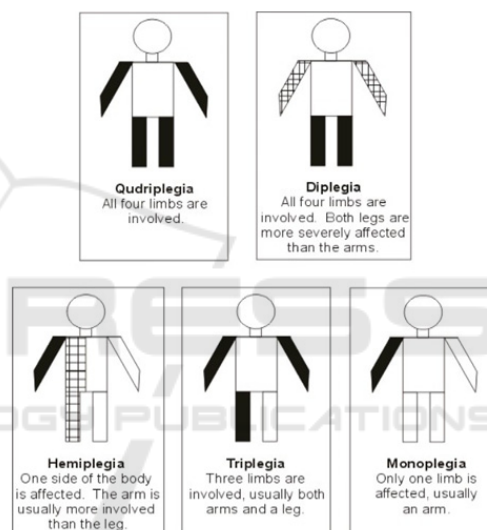 Qudriplegia
All four limbs are
involved.
Diplegia
All four limbs are
involved. Both legs are
more severely affected
than the arms.
RESS
OGY PUBLICATIONS
Hemiplegia
One side of the body
is affected. The arm is
usually more involved
than the leg.
Triplegia
Three limbs are
involved, usually both
arms and a leg.
Monoplegia
Only one limb is
affected, usually
an arm.